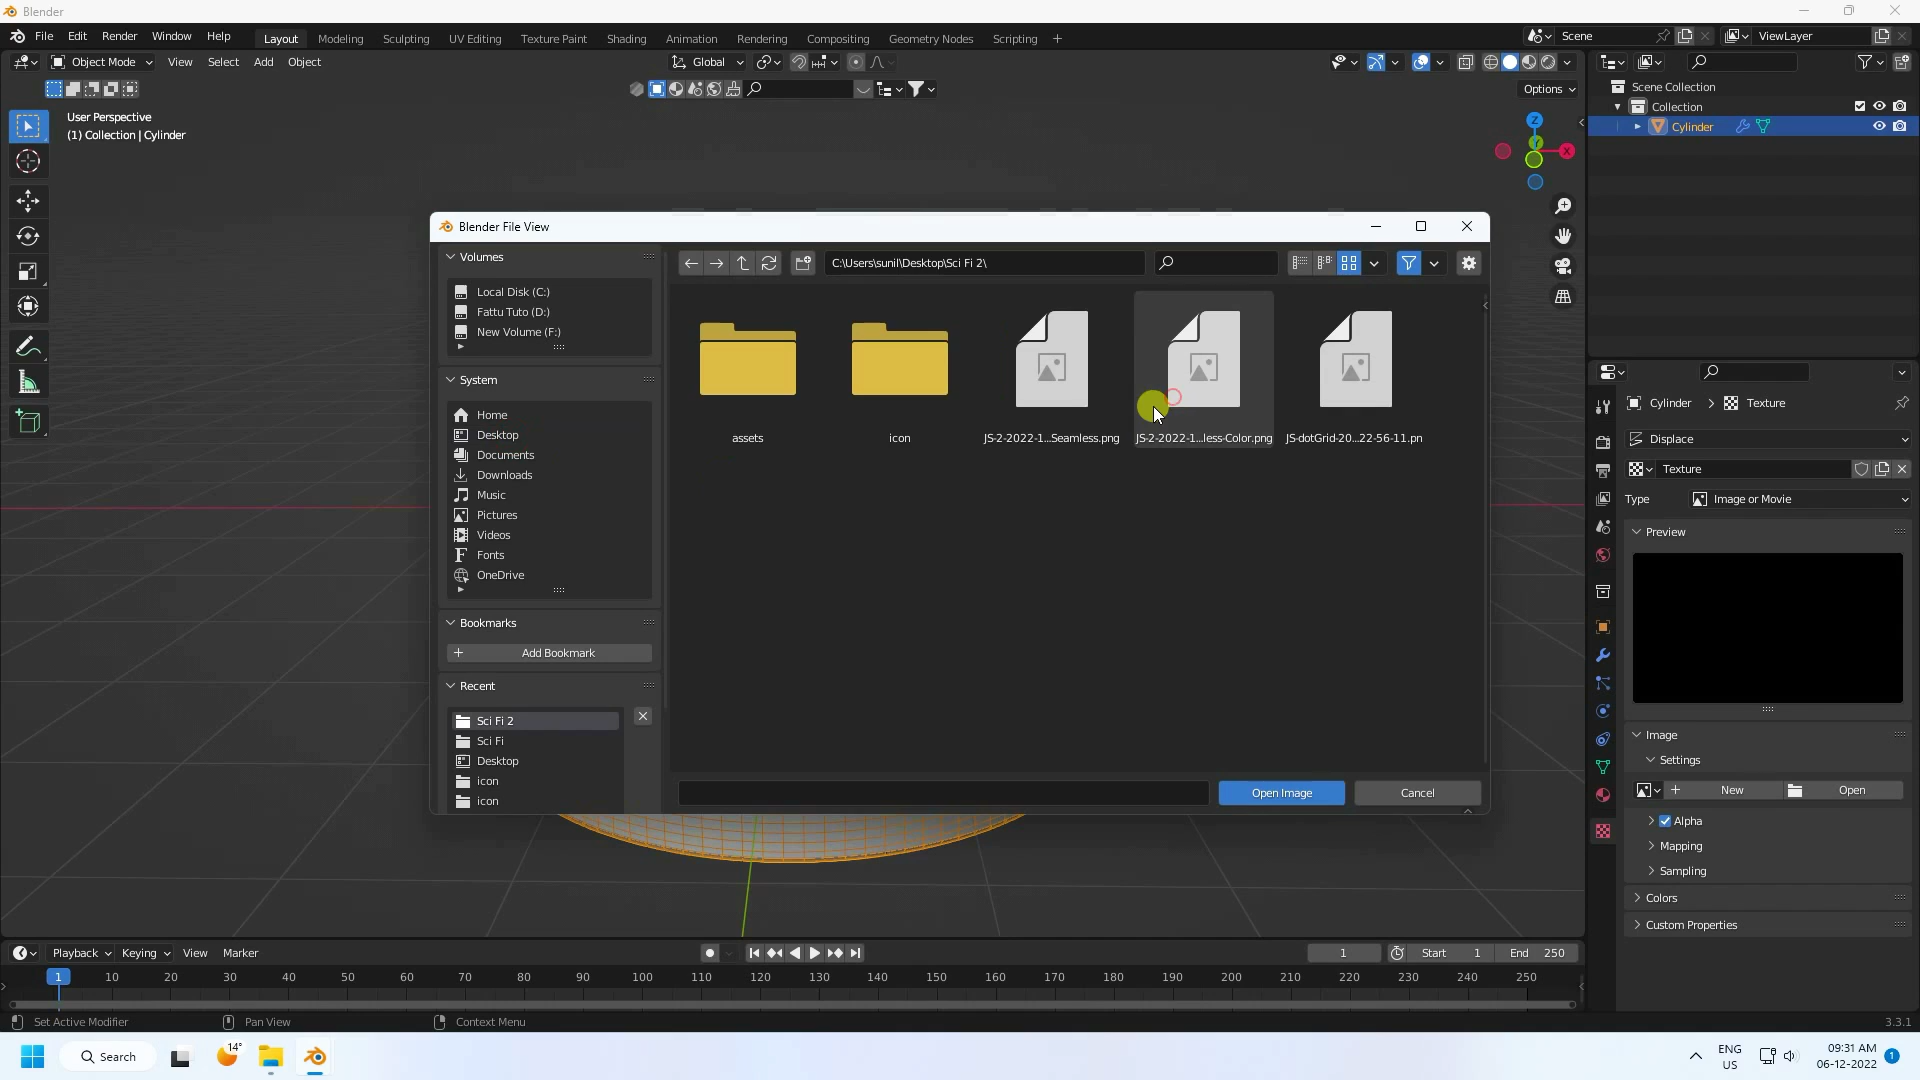 Blender
File Edit Render Window Help Layout Modeling Sculpting UV Editing Texture Paint Shading Animation Rendering Compositing Geometry Nodes Scripting + Scene ViewLayer
Object Mode View Select Add Object Global
Options
User Perspective
(1) Collection | Cylinder
Z
Y
X
Scene Collection
Collection
Cylinder
Blender File View
Volumes
Local Disk (C:)
Fattu Tuto (D:)
New Volume (F:)
System
Home
Desktop
Documents
Downloads
Music
Pictures
Videos
Fonts
OneDrive
Bookmarks
+ Add Bookmark
Recent
Sci Fi 2
Sci Fi
Desktop
icon
icon
C:\Users\sunil\Desktop\Sci Fi 2\
assets
icon
JS-2-2022-1...Seamless.png
JS-2-2022-1...less-Color.png
JS-dotGrid-20...22-56-11.pn
Open Image
Cancel
Cylinder > Texture
Displace
Texture
Type Image or Movie
Preview
Image
Settings
+ New Open
Alpha
Mapping
Sampling
Colors
Custom Properties
Playback Keying View Marker
1 Start 1 End 250
1 10 20 30 40 50 60 70 80 90 100 110 120 130 140 150 160 170 180 190 200 210 220 230 240 250
Set Active Modifier Pan View Context Menu
3.3.1
Search
14°
ENG
US
09:31 AM
06-12-2022
1